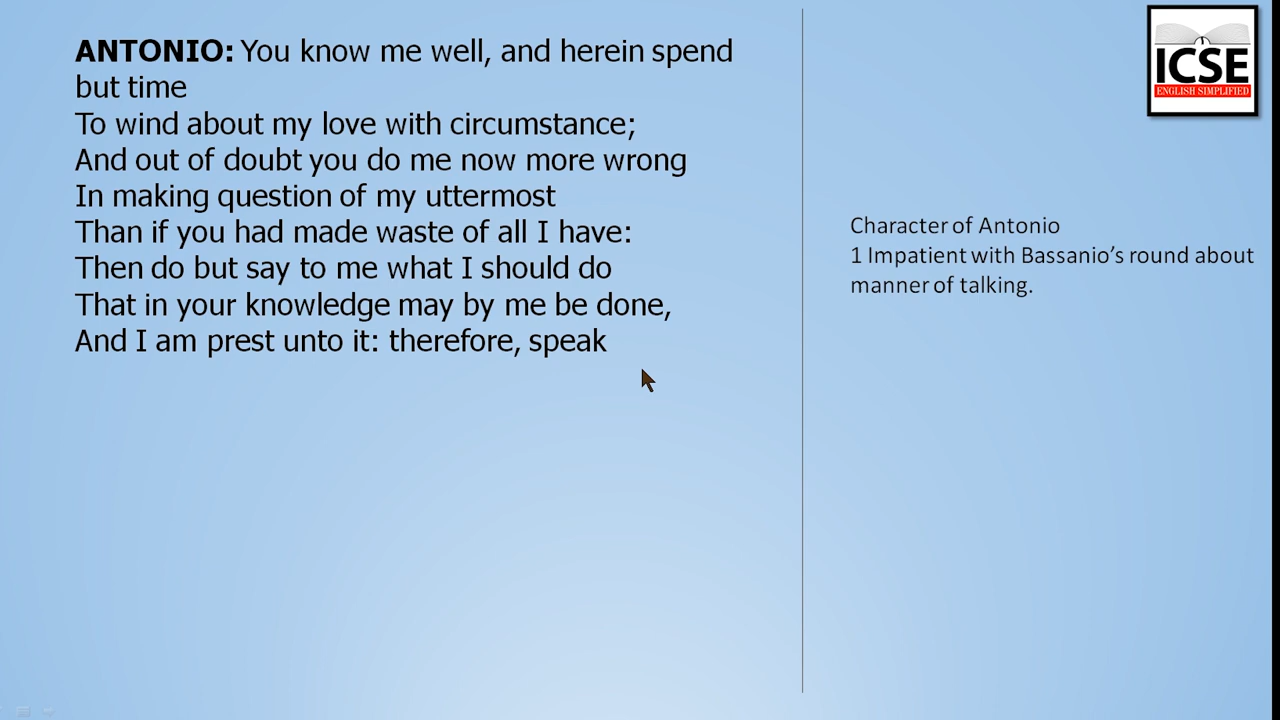 ANTONIO: You know me well, and herein spend
but time
To wind about my love with circumstance;
And out of doubt you do me now more wrong
In making question of my uttermost
Than if you had made waste of all I have:
Then do but say to me what I should do
That in your knowledge may by me be done,
And I am prest unto it: therefore, speak
ICSE
ENGLISH SIMPLIFIED
Character of Antonio
1 Impatient with Bassanio’s round about
manner of talking.